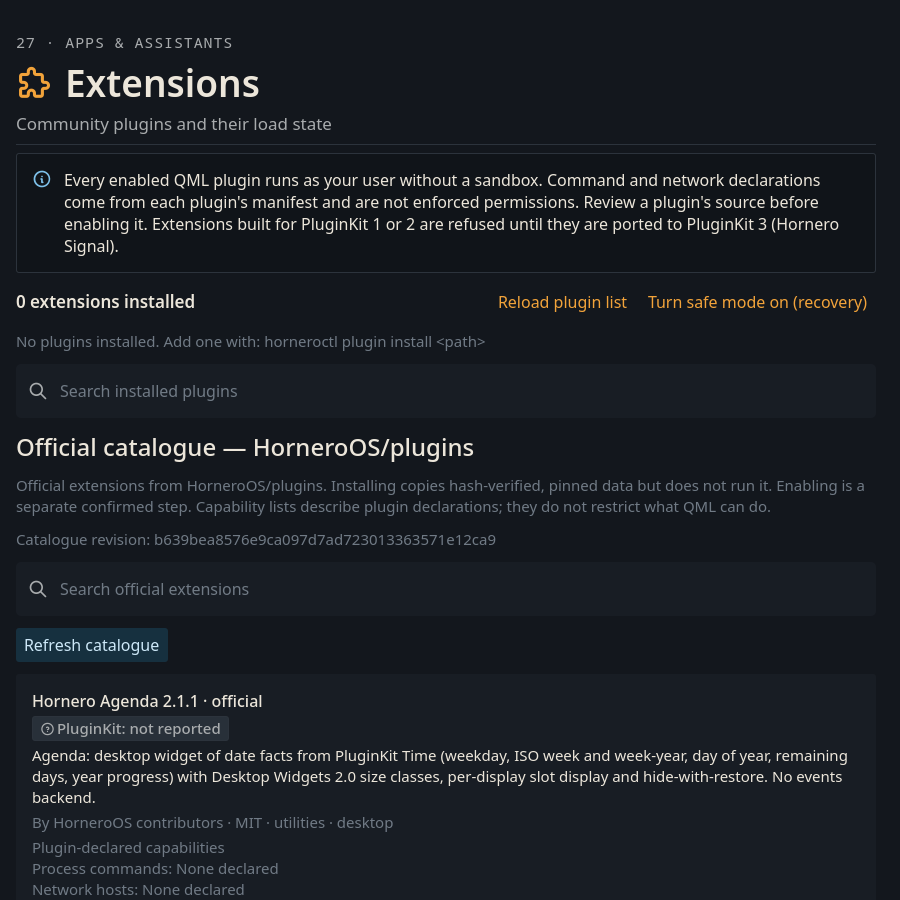 27 · APPS & ASSISTANTS
Extensions
Community plugins and their load state
Every enabled QML plugin runs as your user without a sandbox. Command and network declarations
come from each plugin's manifest and are not enforced permissions. Review a plugin's source before
enabling it. Extensions built for PluginKit 1 or 2 are refused until they are ported to PluginKit 3 (Hornero
Signal).
0 extensions installed
Reload plugin list
Turn safe mode on (recovery)
No plugins installed. Add one with: horneroctl plugin install <path>
Search installed plugins
Official catalogue — HorneroOS/plugins
Official extensions from HorneroOS/plugins. Installing copies hash-verified, pinned data but does not run it. Enabling is a
separate confirmed step. Capability lists describe plugin declarations; they do not restrict what QML can do.
Catalogue revision: b639bea8576e9ca097d7ad723013363571e12ca9
Search official extensions
Refresh catalogue
Hornero Agenda 2.1.1 · official
PluginKit: not reported
Agenda: desktop widget of date facts from PluginKit Time (weekday, ISO week and week-year, day of year, remaining
days, year progress) with Desktop Widgets 2.0 size classes, per-display slot display and hide-with-restore. No events
backend.
By HorneroOS contributors · MIT · utilities · desktop
Plugin-declared capabilities
Process commands: None declared
Network hosts: None declared